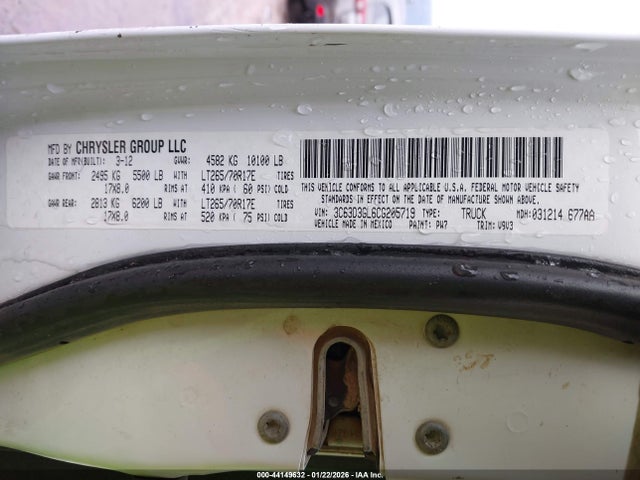 MFD BY CHRYSLER GROUP LLC
DATE OF MFR(BUILT): 3-12 GVWR: 4582 KG 10100 LB
GAWR FRONT: 2495 KG 5500 LB WITH LT265/70R17E TIRES
17X8.0 RIMS AT 410 KPA ( 60 PSI) COLD
GAWR REAR: 2813 KG 6200 LB WITH LT265/70R17E TIRES
17X8.0 RIMS AT 520 KPA ( 75 PSI) COLD
THIS VEHICLE CONFORMS TO ALL APPLICABLE U.S.A. FEDERAL MOTOR VEHICLE SAFETY
STANDARDS IN EFFECT ON THE DATE OF MANUFACTURE SHOWN ABOVE.
VIN: 3C63D3GL6CG205719 TYPE: TRUCK MDH: 031214 677AA
VEHICLE MADE IN MEXICO PAINT: PW7 TRIM: V9V3
000-44149632 - 01/22/2026 - IAA Inc.